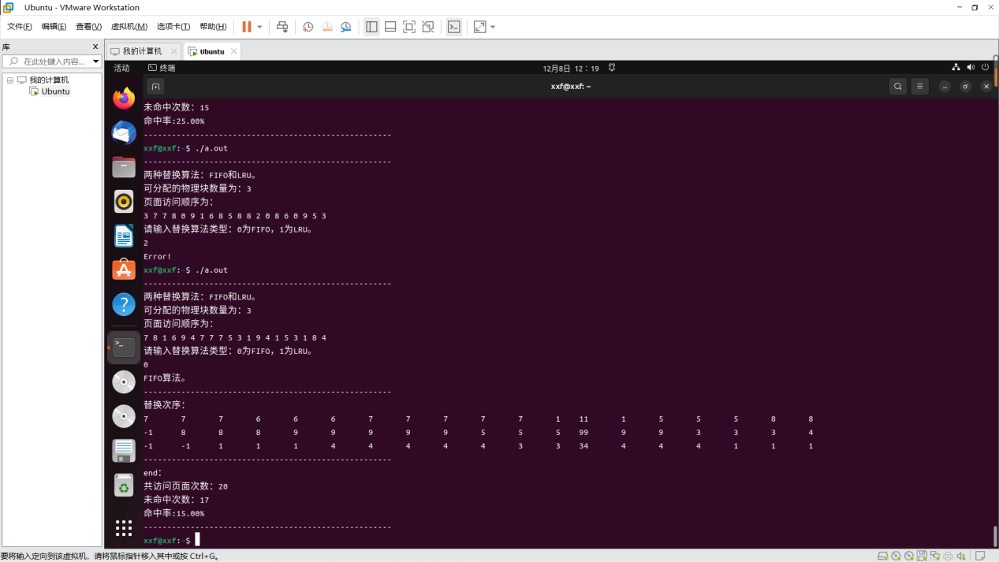 Ubuntu - VMware Workstation
文件(F) 编辑(E) 查看(V) 虚拟机(M) 选项卡(T) 帮助(H)
库
在此处键入内容...
我的计算机
Ubuntu
我的计算机 Ubuntu
活动 终端 12月8日 12：19
xxf@xxf: ~
未命中次数：15
命中率:25.00%
-----------------------------------------------------
xxf@xxf:~$ ./a.out
-----------------------------------------------------
两种替换算法：FIFO和LRU。
可分配的物理块数量为：3
页面访问顺序为：
3 7 7 8 0 9 1 6 8 5 8 8 2 0 8 6 0 9 5 3
请输入替换算法类型：0为FIFO，1为LRU。
2
Error!
xxf@xxf:~$ ./a.out
-----------------------------------------------------
两种替换算法：FIFO和LRU。
可分配的物理块数量为：3
页面访问顺序为：
7 8 1 6 9 4 7 7 7 5 3 1 9 4 1 5 3 1 8 4
请输入替换算法类型：0为FIFO，1为LRU。
0
FIFO算法。
-----------------------------------------------------
替换次序：
7 7 7 6 6 6 7 7 7 7 7 1 11 1 5 5 5 8 8
-1 8 8 8 9 9 9 9 9 5 5 5 99 9 9 3 3 3 4
-1 -1 1 1 1 4 4 4 4 4 3 3 34 4 4 4 1 1 1
-----------------------------------------------------
end：
共访问页面次数：20
未命中次数：17
命中率:15.00%
-----------------------------------------------------
xxf@xxf:~$
要将输入定向到该虚拟机，请将鼠标指针移入其中或按 Ctrl+G。